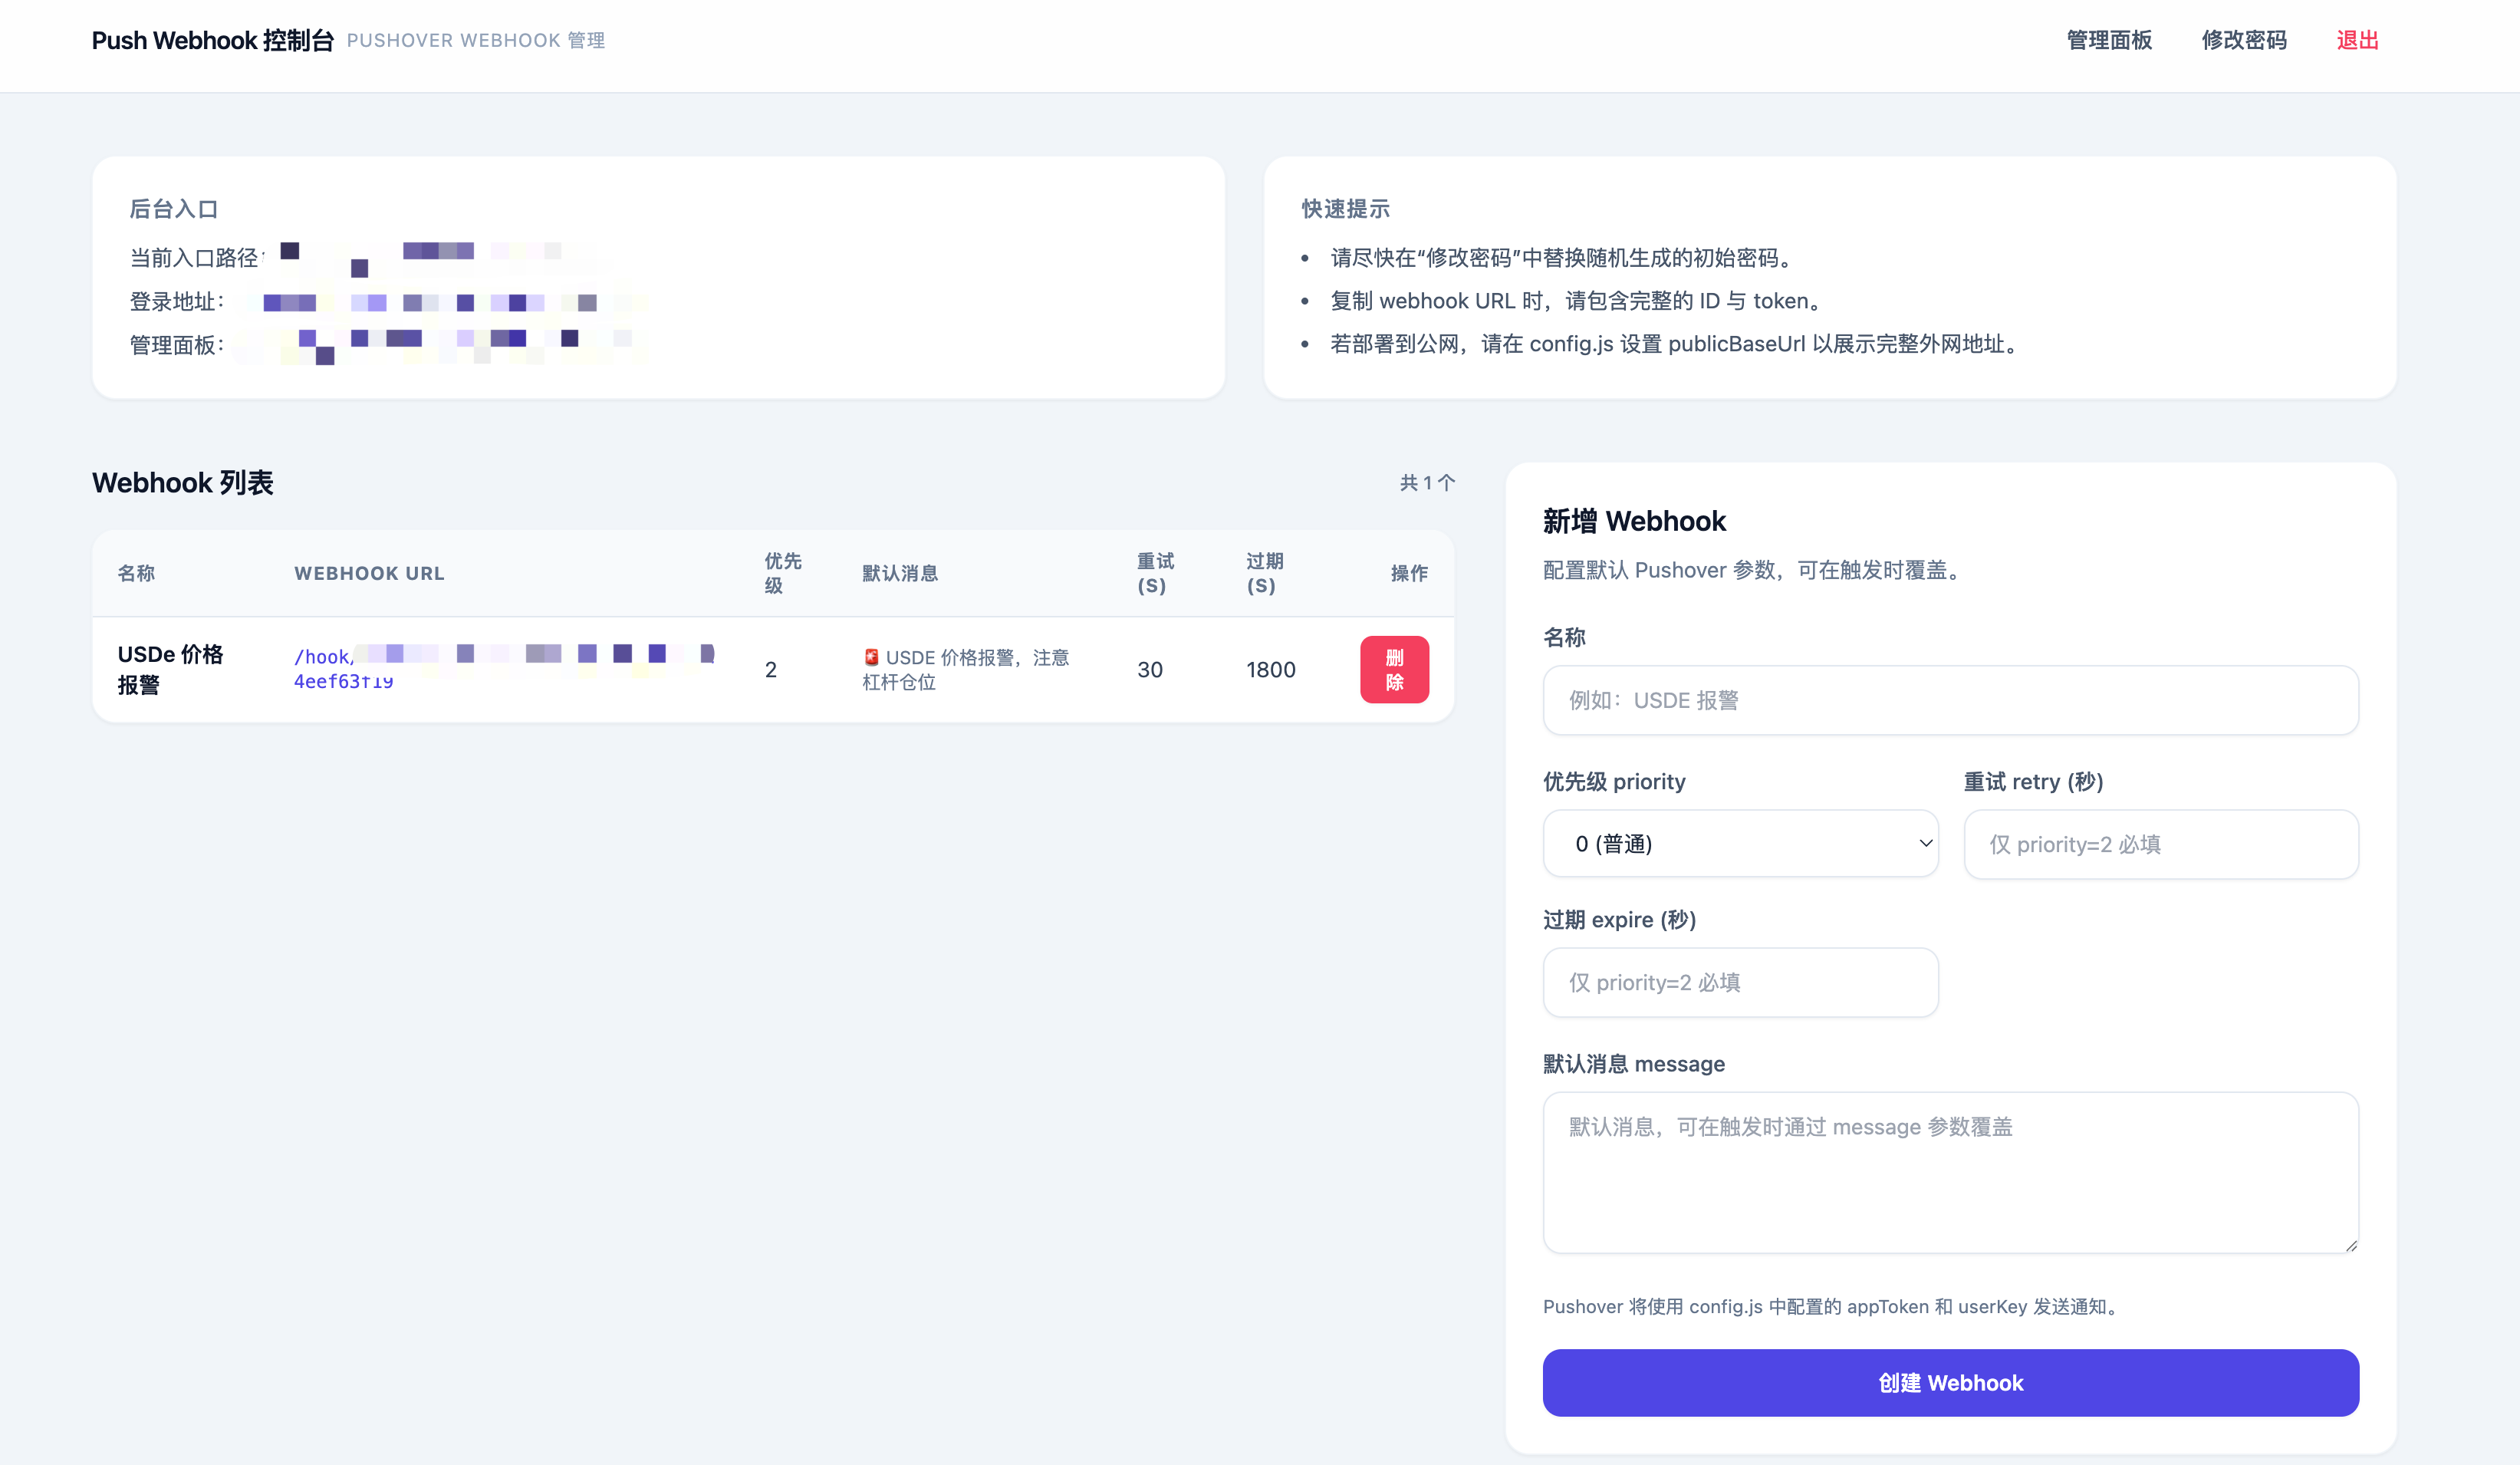 Push Webhook 控制台 PUSHOVER WEBHOOK 管理
管理面板 修改密码 退出
后台入口
当前入口路径
登录地址：
管理面板：
快速提示
• 请尽快在“修改密码”中替换随机生成的初始密码。
• 复制 webhook URL 时，请包含完整的 ID 与 token。
• 若部署到公网，请在 config.js 设置 publicBaseUrl 以展示完整外网地址。
Webhook 列表
共 1 个
名称
WEBHOOK URL
优先
级
默认消息
重试
(S)
过期
(S)
操作
USDe 价格
报警
/hook/
4eef63f19
2
🚨 USDE 价格报警，注意
杠杆仓位
30
1800
删
除
新增 Webhook
配置默认 Pushover 参数，可在触发时覆盖。
名称
例如：USDE 报警
优先级 priority
重试 retry (秒)
0 (普通)
仅 priority=2 必填
过期 expire (秒)
仅 priority=2 必填
默认消息 message
默认消息，可在触发时通过 message 参数覆盖
Pushover 将使用 config.js 中配置的 appToken 和 userKey 发送通知。
创建 Webhook